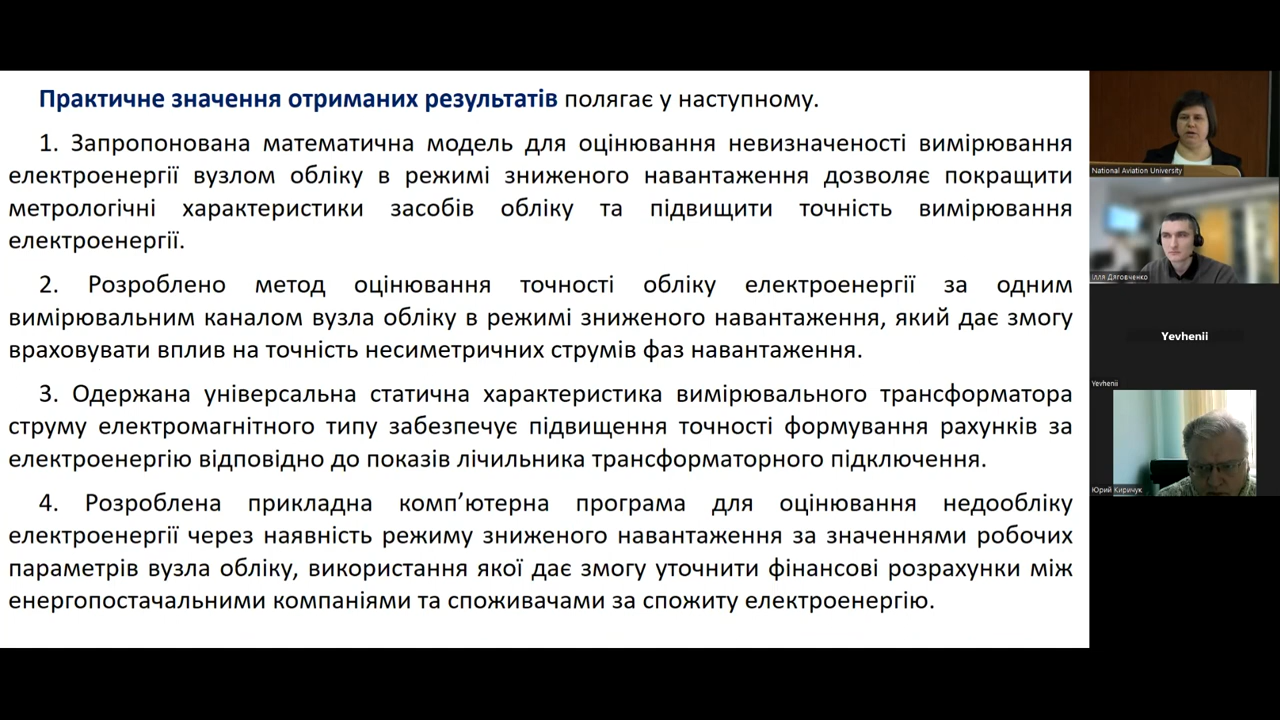 Практичне значення отриманих результатів полягає у наступному.
1. Запропонована математична модель для оцінювання невизначеності вимірювання
електроенергії вузлом обліку в режимі зниженого навантаження дозволяє покращити
метрологічні характеристики засобів обліку та підвищити точність вимірювання
електроенергії.
2. Розроблено метод оцінювання точності обліку електроенергії за одним
вимірювальним каналом вузла обліку в режимі зниженого навантаження, який дає змогу
враховувати вплив на точність несиметричних струмів фаз навантаження.
3. Одержана універсальна статична характеристика вимірювального трансформатора
струму електромагнітного типу забезпечує підвищення точності формування рахунків за
електроенергію відповідно до показів лічильника трансформаторного підключення.
4. Розроблена прикладна комп’ютерна програма для оцінювання недообліку
електроенергії через наявність режиму зниженого навантаження за значеннями робочих
параметрів вузла обліку, використання якої дає змогу уточнити фінансові розрахунки між
енергопостачальними компаніями та споживачами за спожиту електроенергію.
National Aviation University
Ілля Дяговченко
Yevhenii
Yevhenii
Юрий Киричук